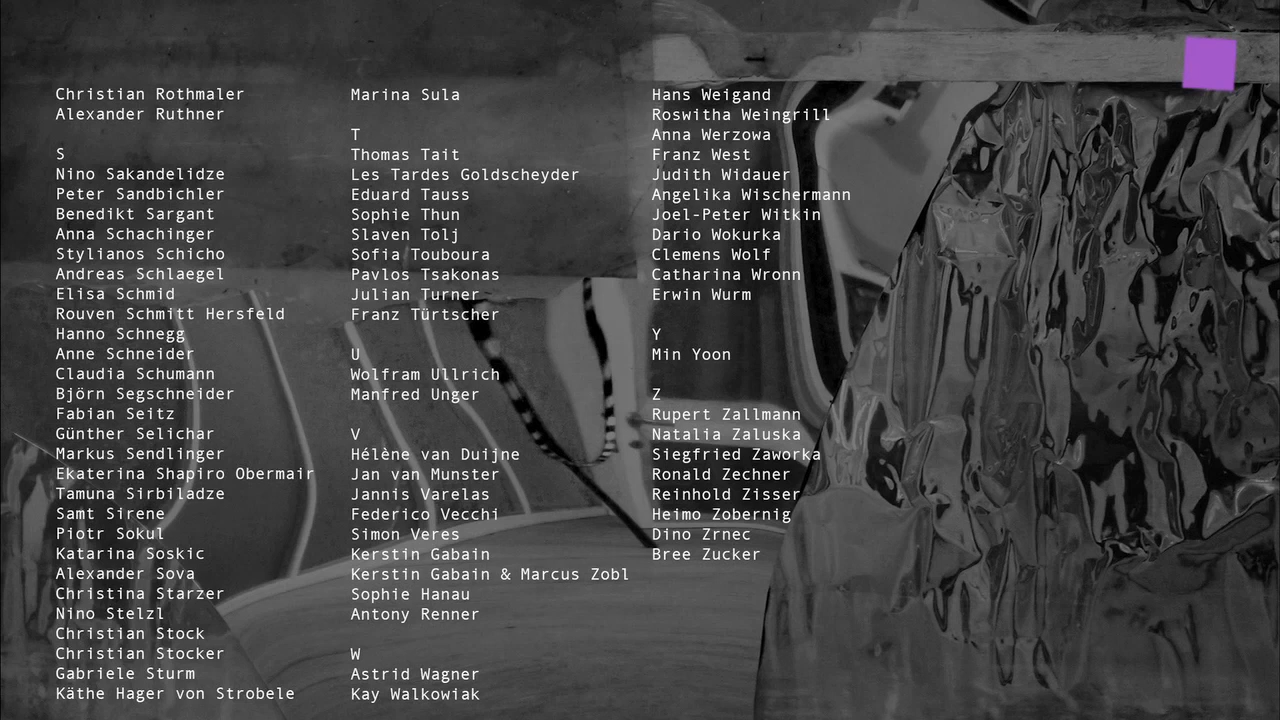 Christian Rothmaler
Alexander Ruthner
S
Nino Sakandelidze
Peter Sandbichler
Benedikt Sargant
Anna Schachinger
Stylianos Schicho
Andreas Schlaegel
Elisa Schmid
Rouven Schmitt Hersfeld
Hanno Schnegg
Anne Schneider
Claudia Schumann
Björn Segschneider
Fabian Seitz
Günther Selichar
Markus Sendlinger
Ekaterina Shapiro Obermair
Tamuna Sirbiladze
Samt Sirene
Piotr Sokul
Katarina Soskic
Alexander Sova
Christina Starzer
Nino Stelzl
Christian Stock
Christian Stocker
Gabriele Sturm
Käthe Hager von Strobele
Marina Sula
T
Thomas Tait
Les Tardes Goldscheyder
Eduard Tauss
Sophie Thun
Slaven Tolj
Sofia Touboura
Pavlos Tsakonas
Julian Turner
Franz Türtscher
U
Wolfram Ullrich
Manfred Unger
V
Hélène van Duijne
Jan van Munster
Jannis Varelas
Federico Vecchi
Simon Veres
Kerstin Gabain
Kerstin Gabain & Marcus Zobl
Sophie Hanau
Antony Renner
W
Astrid Wagner
Kay Walkowiak
Hans Weigand
Roswitha Weingrill
Anna Werzowa
Franz West
Judith Widauer
Angelika Wischermann
Joel-Peter Witkin
Dario Wokurka
Clemens Wolf
Catharina Wronn
Erwin Wurm
Y
Min Yoon
Z
Rupert Zallmann
Natalia Zaluska
Siegfried Zaworka
Ronald Zechner
Reinhold Zisser
Heimo Zobernig
Dino Zrnec
Bree Zucker